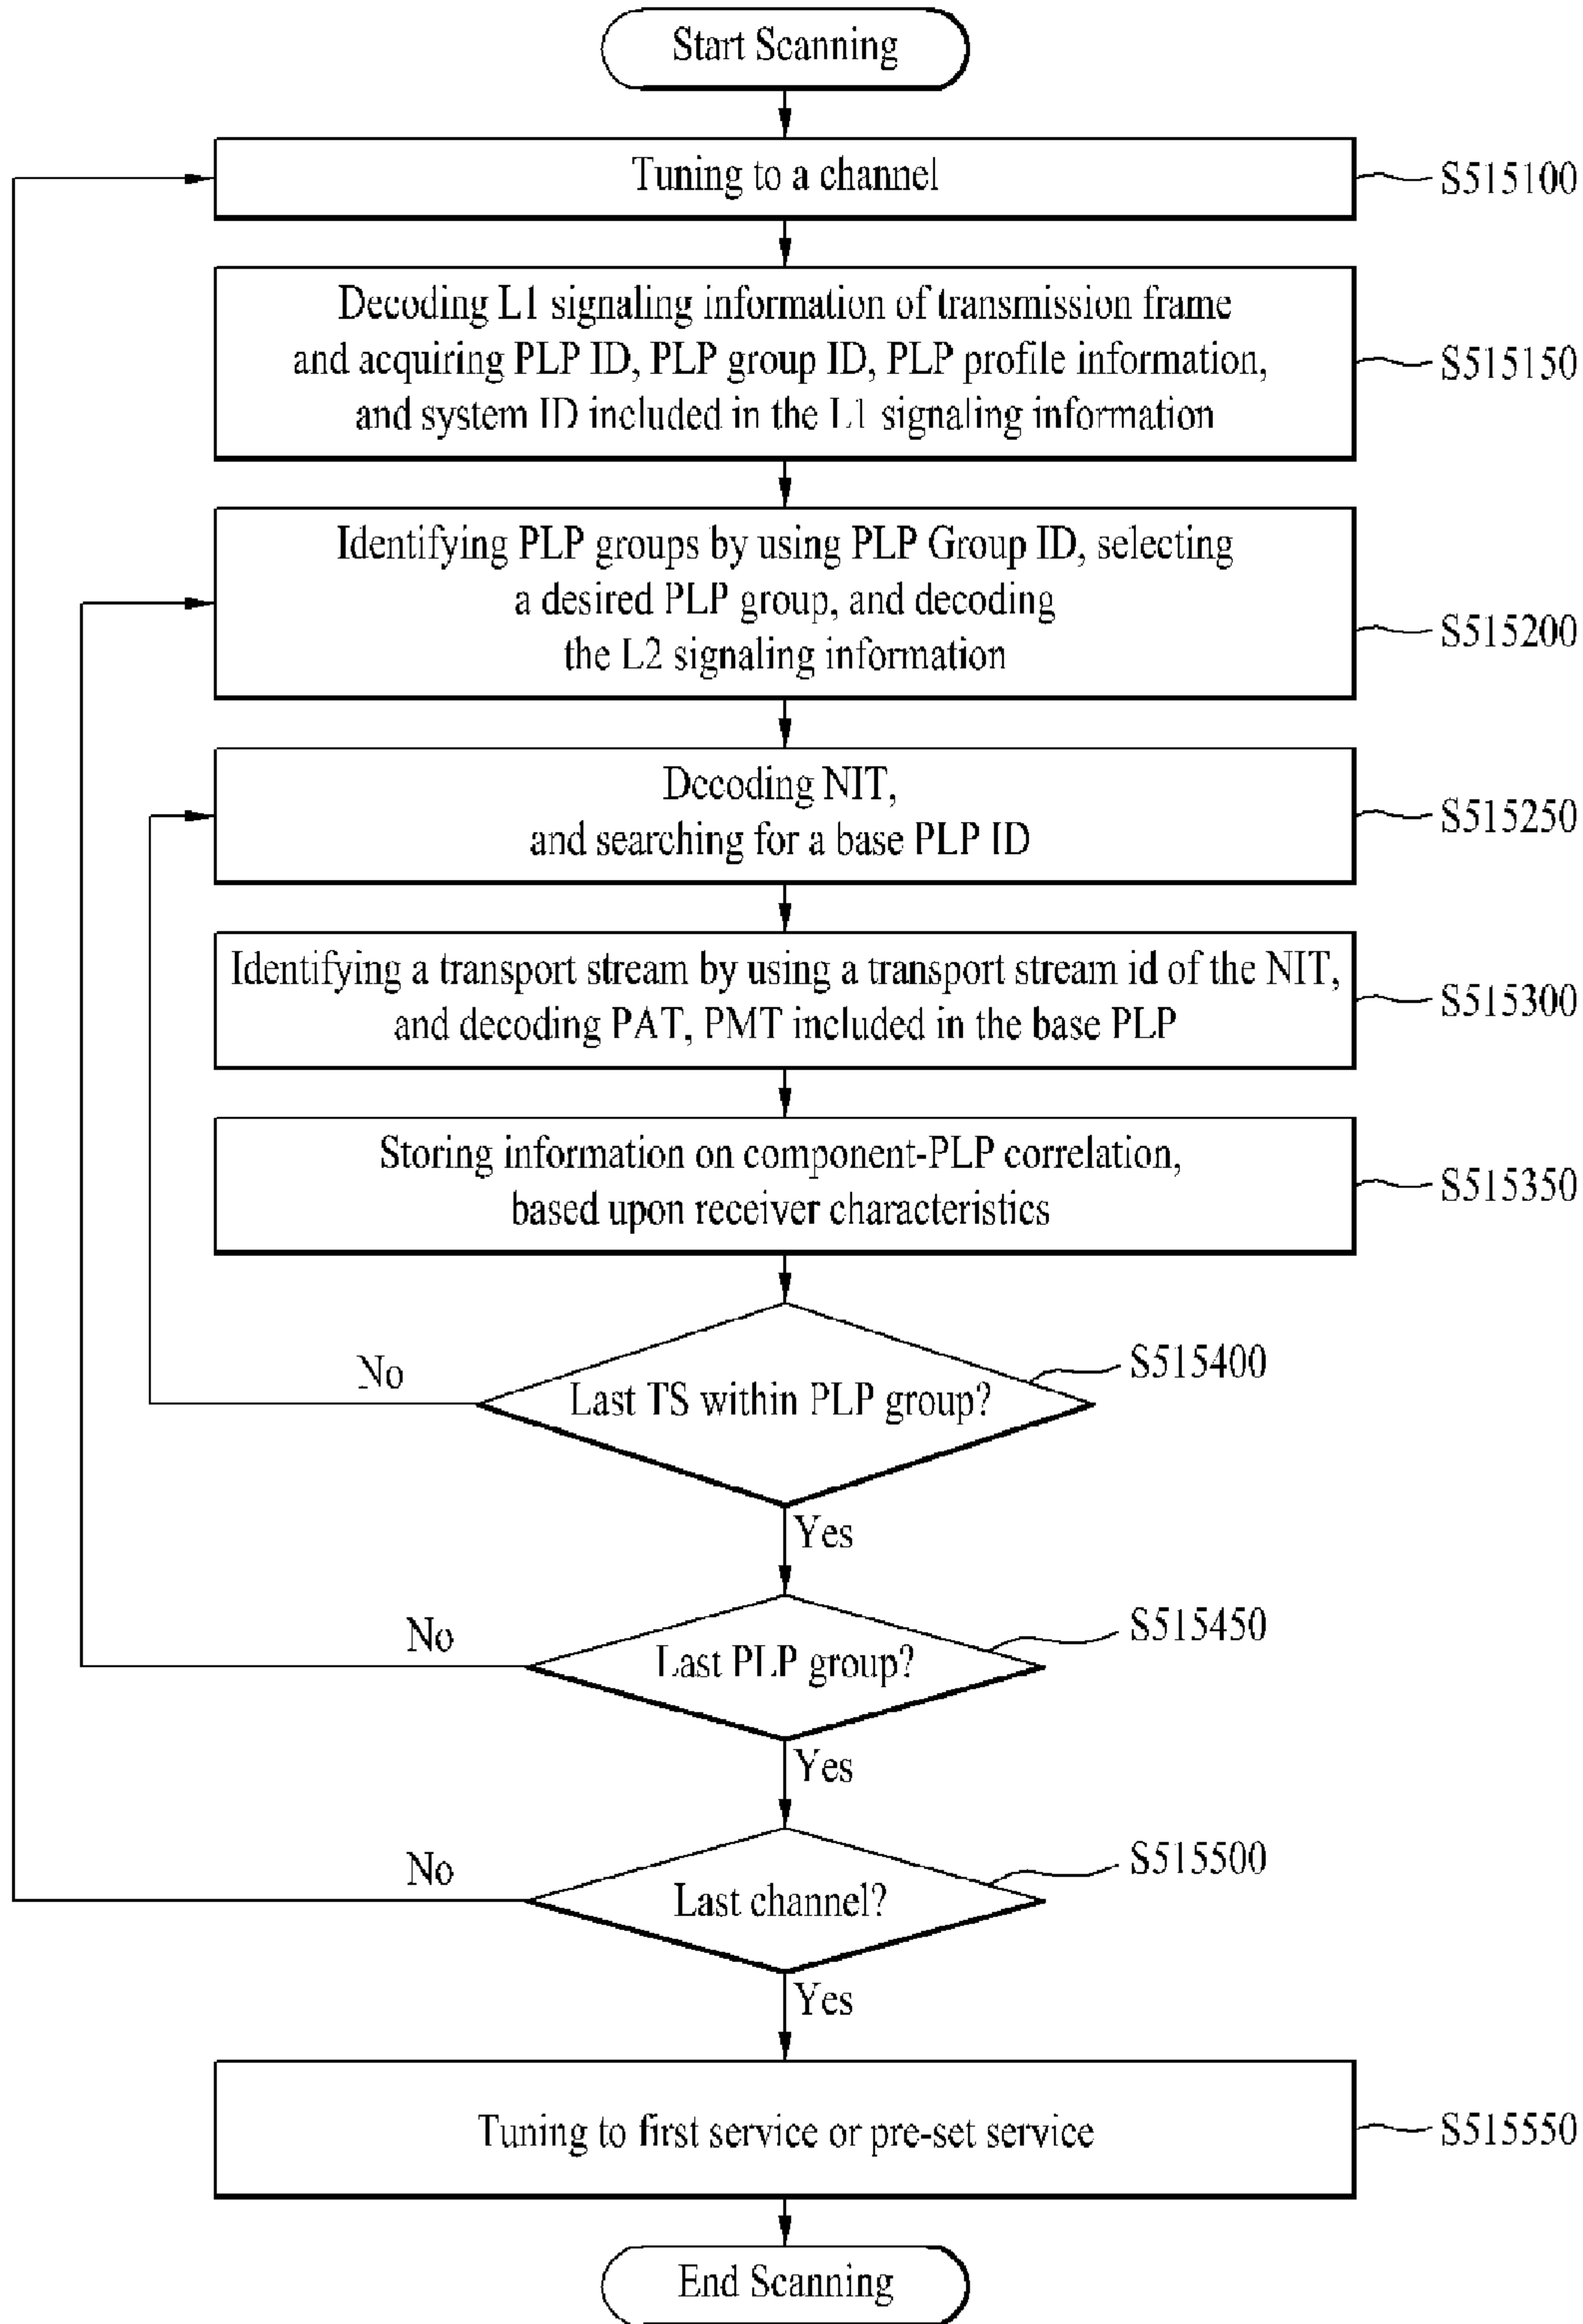 Start Scanning
Tuning to a channel
S515100
Decoding L1 signaling information of transmission frame
and acquiring PLP ID, PLP group ID, PLP profile information,
and system ID included in the L1 signaling information
S515150
Identifying PLP groups by using PLP Group ID, selecting
a desired PLP group, and decoding
the L2 signaling information
S515200
Decoding NIT,
and searching for a base PLP ID
S515250
Identifying a transport stream by using a transport stream id of the NIT,
and decoding PAT, PMT included in the base PLP
S515300
Storing information on component-PLP correlation,
based upon receiver characteristics
S515350
S515400
No
Last TS within PLP group?
Yes
S515450
No
Last PLP group?
Yes
S515500
No
Last channel?
Yes
Tuning to first service or pre-set service
S515550
End Scanning